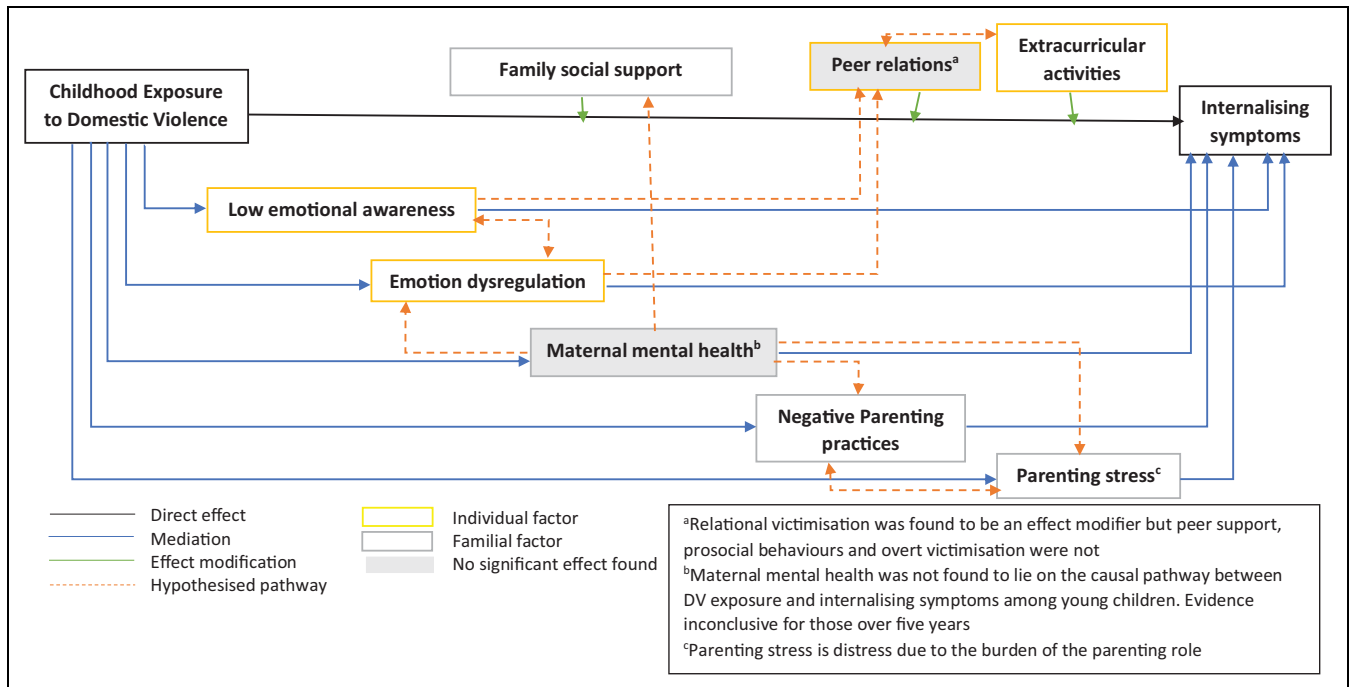 Childhood Exposure
to Domestic Violence
Family social support
Peer relationsᵃ
Extracurricular
activities
Internalising
symptoms
Low emotional awareness
Emotion dysregulation
Maternal mental healthᵇ
Negative Parenting
practices
Parenting stressᶜ
Direct effect
Mediation
Effect modification
Hypothesised pathway
Individual factor
Familial factor
No significant effect found
ᵃRelational victimisation was found to be an effect modifier but peer support,
prosocial behaviours and overt victimisation were not
ᵇMaternal mental health was not found to lie on the causal pathway between
DV exposure and internalising symptoms among young children. Evidence
inconclusive for those over five years
ᶜParenting stress is distress due to the burden of the parenting role